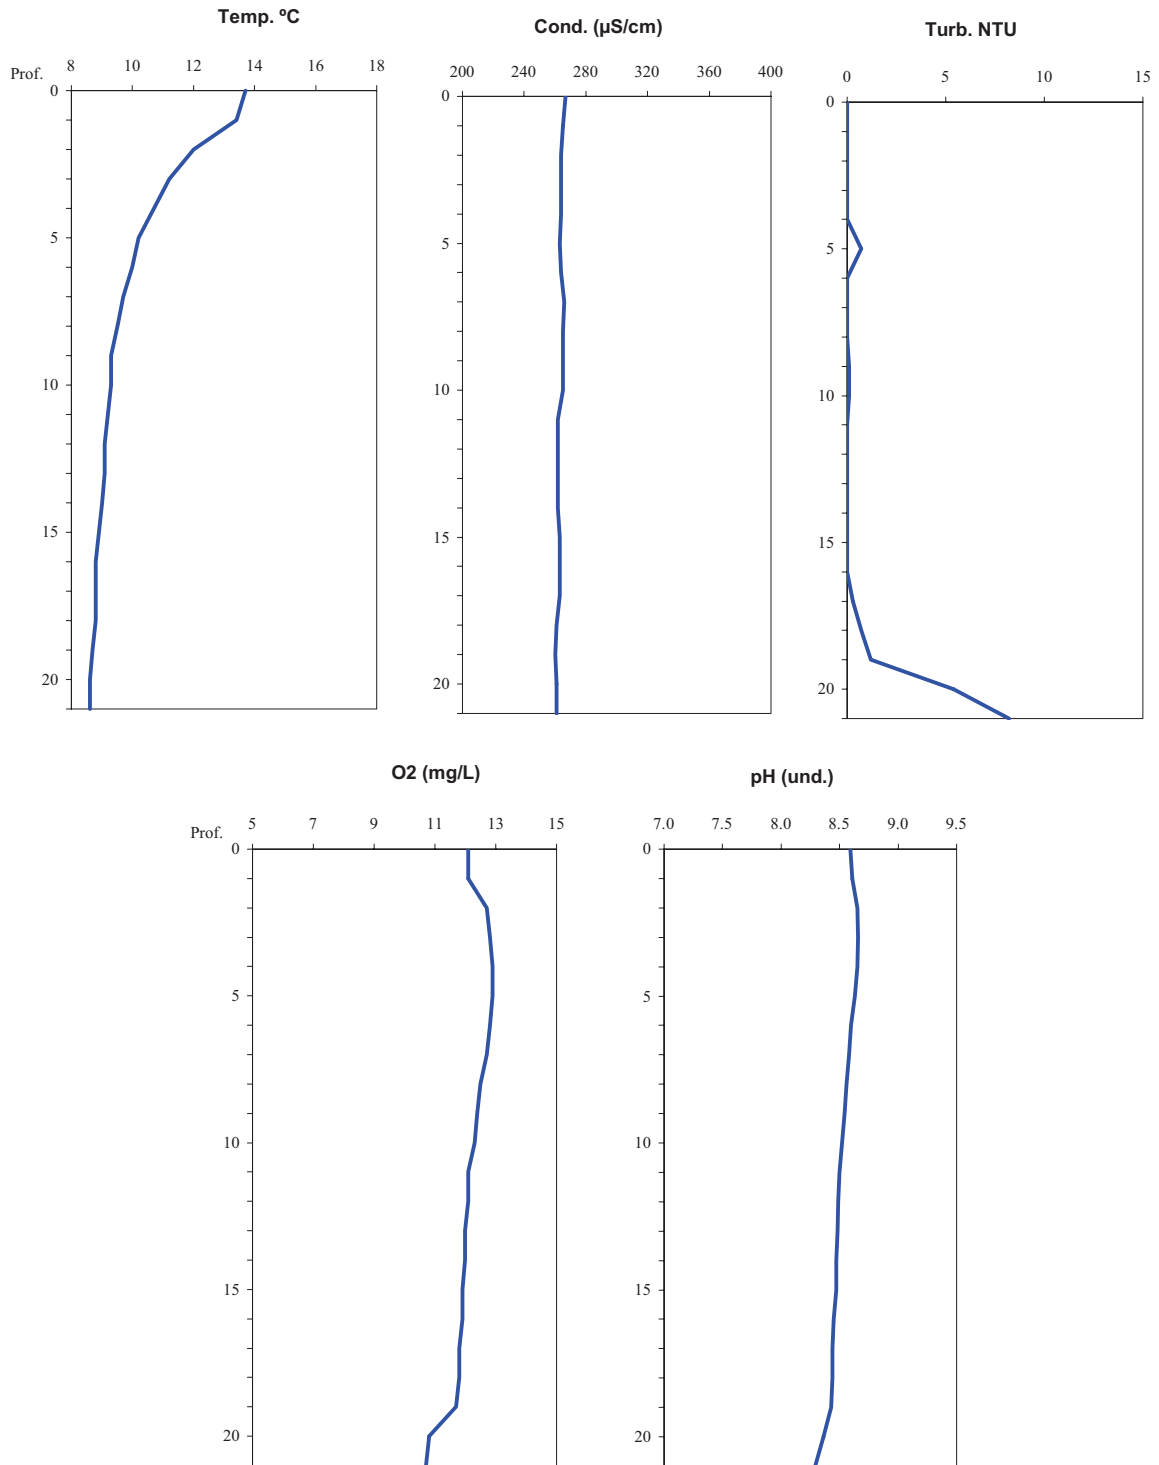 Temp. ºC
Prof. 8 10 12 14 16 18
0
5
10
15
20
Cond. (µS/cm)
200 240 280 320 360 400
0
5
10
15
20
Turb. NTU
0 5 10 15
0
5
10
15
20
O2 (mg/L)
Prof. 5 7 9 11 13 15
0
5
10
15
20
pH (und.)
7.0 7.5 8.0 8.5 9.0 9.5
0
5
10
15
20